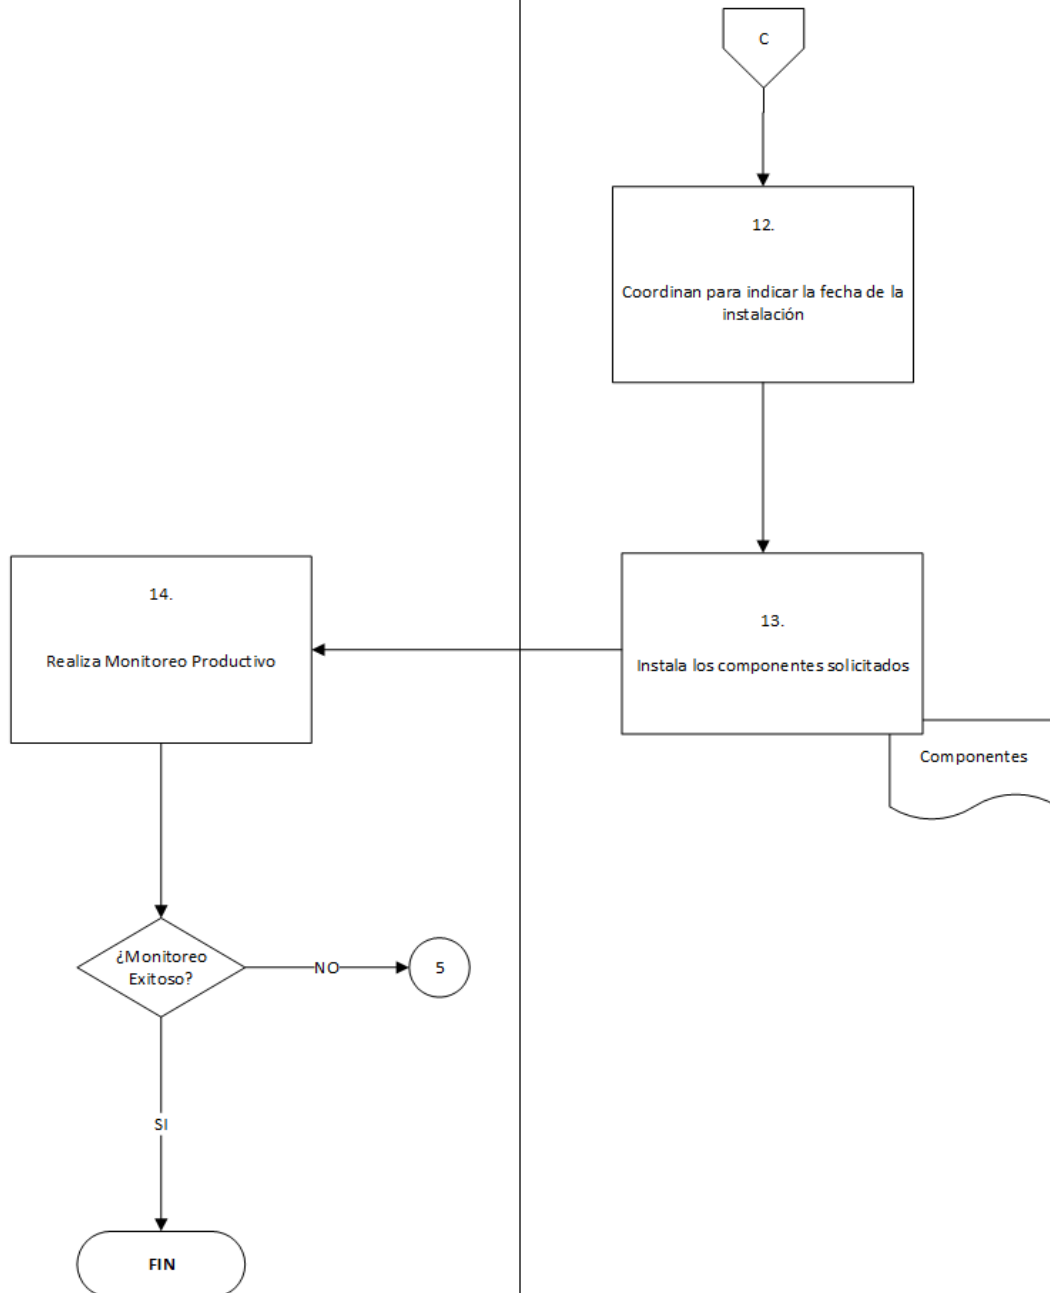 C
12.
Coordinan para indicar la fecha de la
instalación
13.
Instala los componentes solicitados
Componentes
14.
Realiza Monitoreo Productivo
¿Monitoreo
Exitoso?
NO
5
SI
FIN